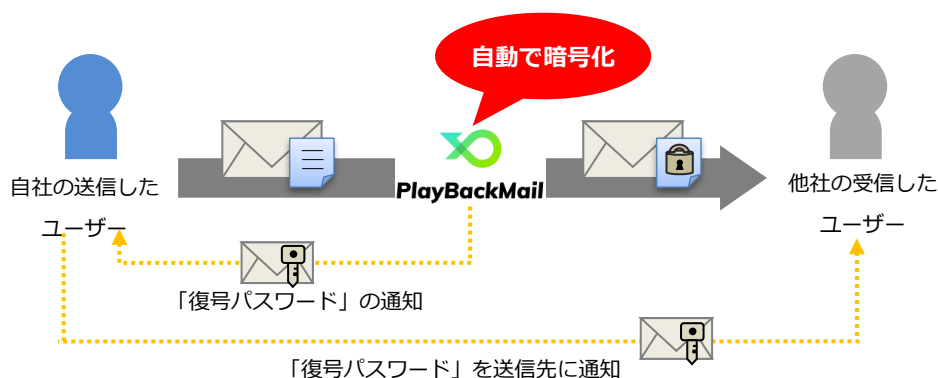 自動で暗号化
PlayBackMail
自社の送信した
ユーザー
他社の受信した
ユーザー
「復号パスワード」の通知
「復号パスワード」を送信先に通知